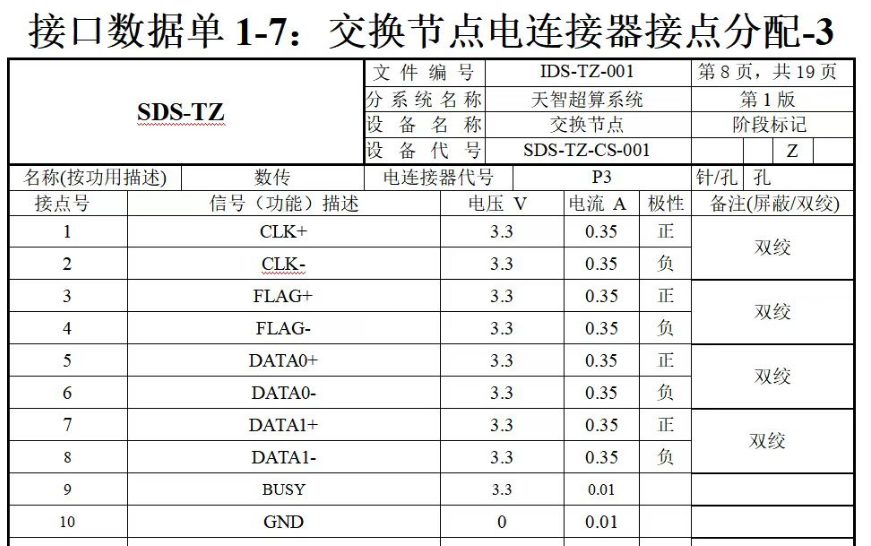 接口数据单 1-7：交换节点电连接器接点分配-3
SDS-TZ
文件编号 IDS-TZ-001 第 8 页，共 19 页
分系统名称 天智超算系统 第 1 版
设备名称 交换节点 阶段标记
设备代号 SDS-TZ-CS-001 Z
名称(按功用描述) 数传 电连接器代号 P3 针/孔 孔
接点号 信号（功能）描述 电压 V 电流 A 极性 备注(屏蔽/双绞)
1 CLK+ 3.3 0.35 正 双绞
2 CLK- 3.3 0.35 负
3 FLAG+ 3.3 0.35 正 双绞
4 FLAG- 3.3 0.35 负
5 DATA0+ 3.3 0.35 正 双绞
6 DATA0- 3.3 0.35 负
7 DATA1+ 3.3 0.35 正 双绞
8 DATA1- 3.3 0.35 负
9 BUSY 3.3 0.01
10 GND 0 0.01